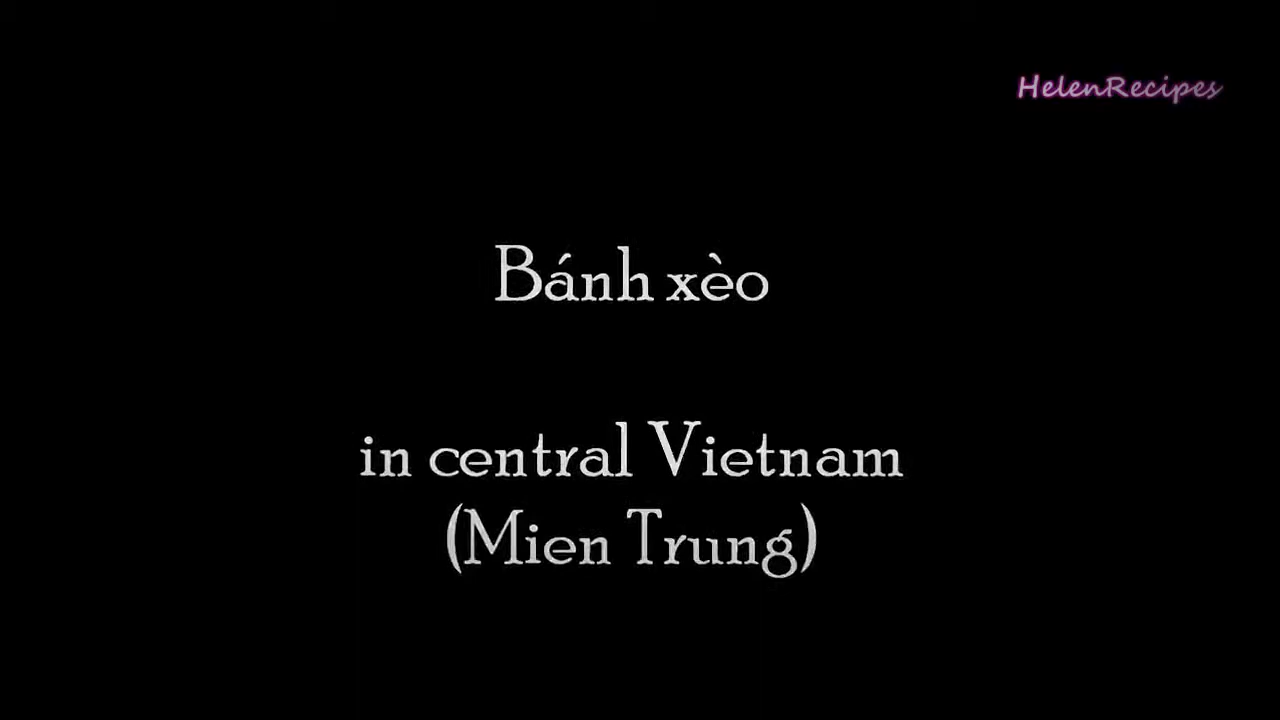 HelenRecipes
Bánh xèo
in central Vietnam
(Mien Trung)